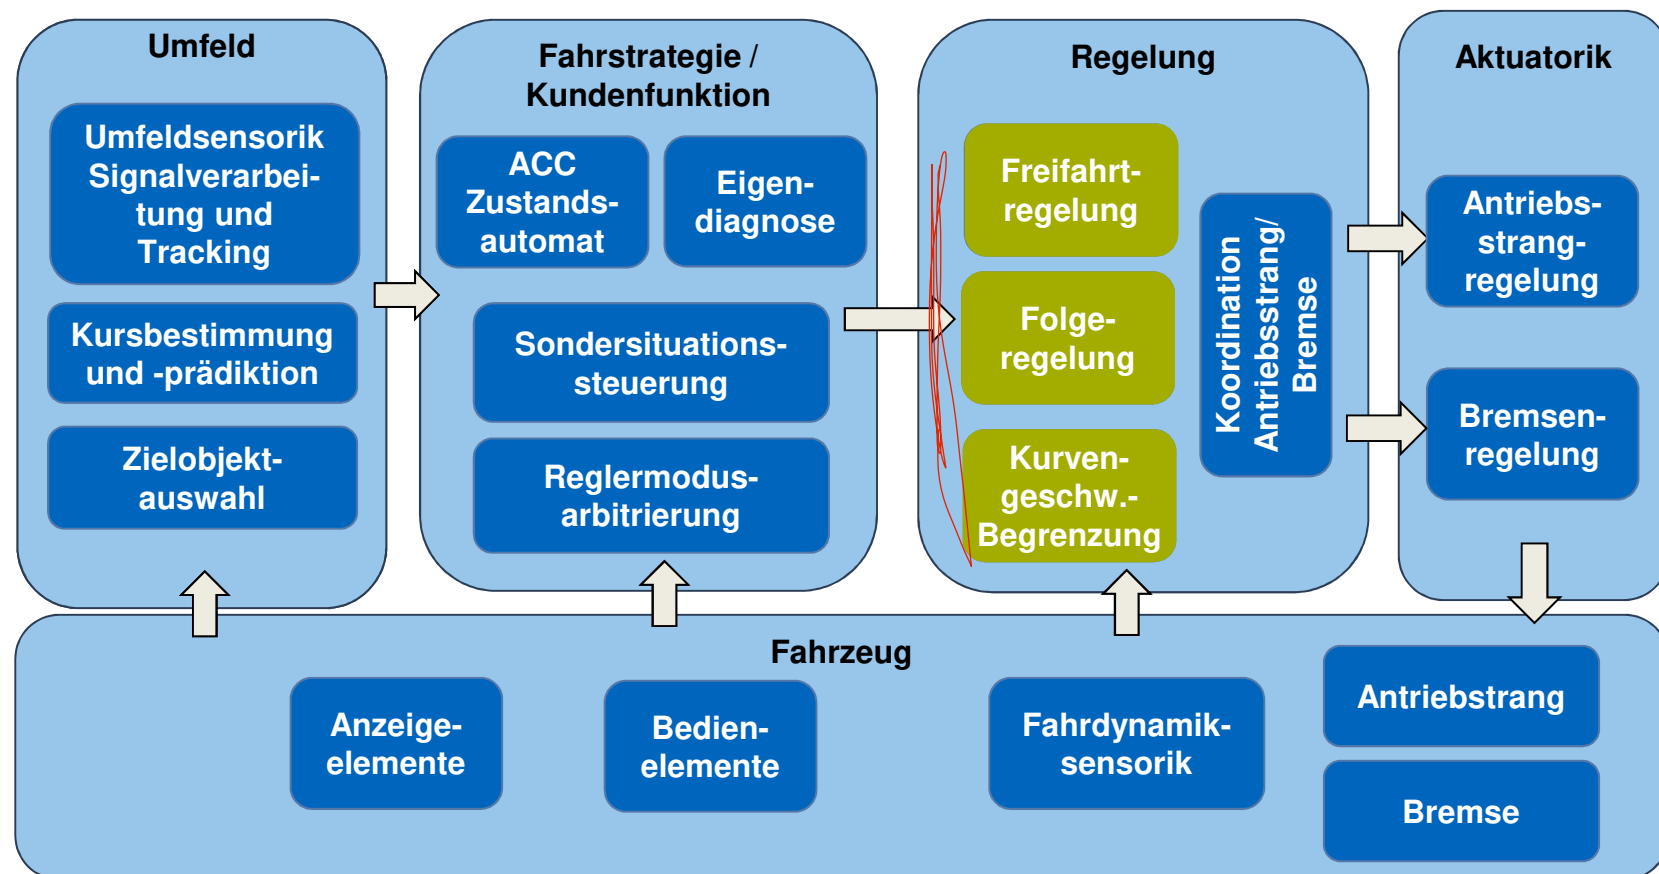 Umfeld
Umfeldsensorik
Signalverarbei-
tung und
Tracking
Kursbestimmung
und -prädiktion
Zielobjekt-
auswahl
Fahrstrategie /
Kundenfunktion
ACC
Zustands-
automat
Eigen-
diagnose
Sondersituations-
steuerung
Reglermodus-
arbitrierung
Regelung
Freifahrt-
regelung
Folge-
regelung
Kurven-
geschw.-
Begrenzung
Koordination
Antriebsstrang/
Bremse
Aktuatorik
Antriebs-
strang-
regelung
Bremsen-
regelung
Fahrzeug
Anzeige-
elemente
Bedien-
elemente
Fahrdynamik-
sensorik
Antriebstrang
Bremse